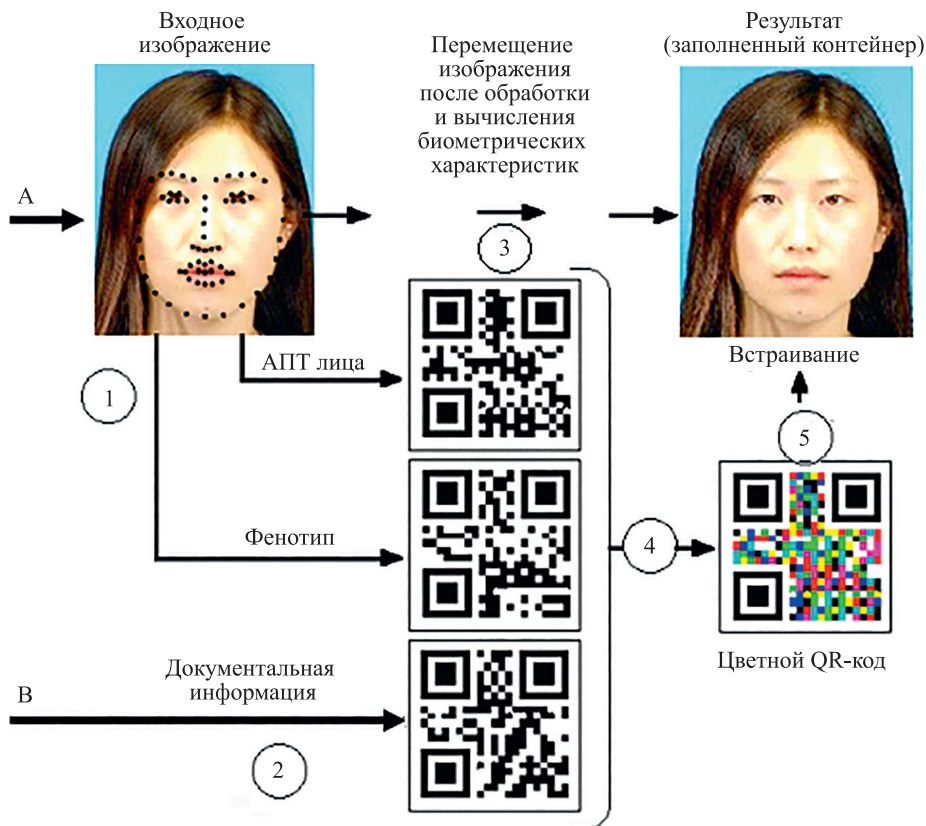 Входное
изображение
Перемещение
изображения
после обработки
и вычисления
биометрических
характеристик
Результат
(заполненный контейнер)
A
3
АПТ лица
1
Встраивание
5
Фенотип
4
Цветной QR-код
Документальная
информация
B
2